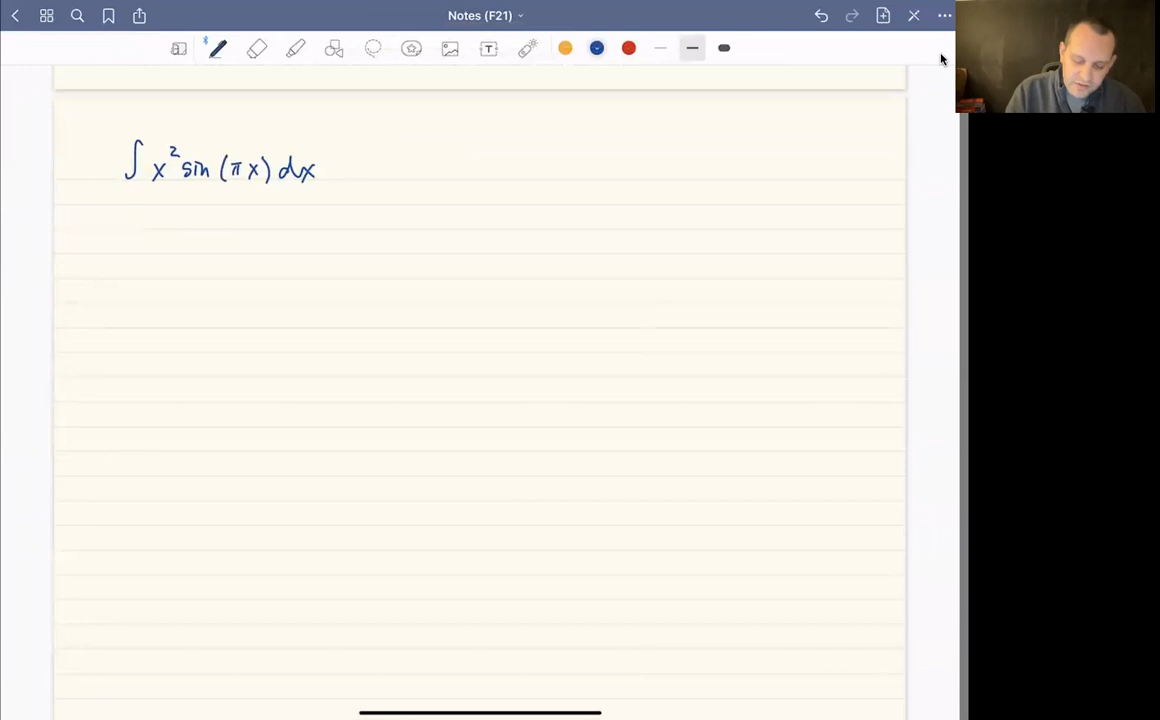 Notes (F21)
∫ x² sin (πx) dx